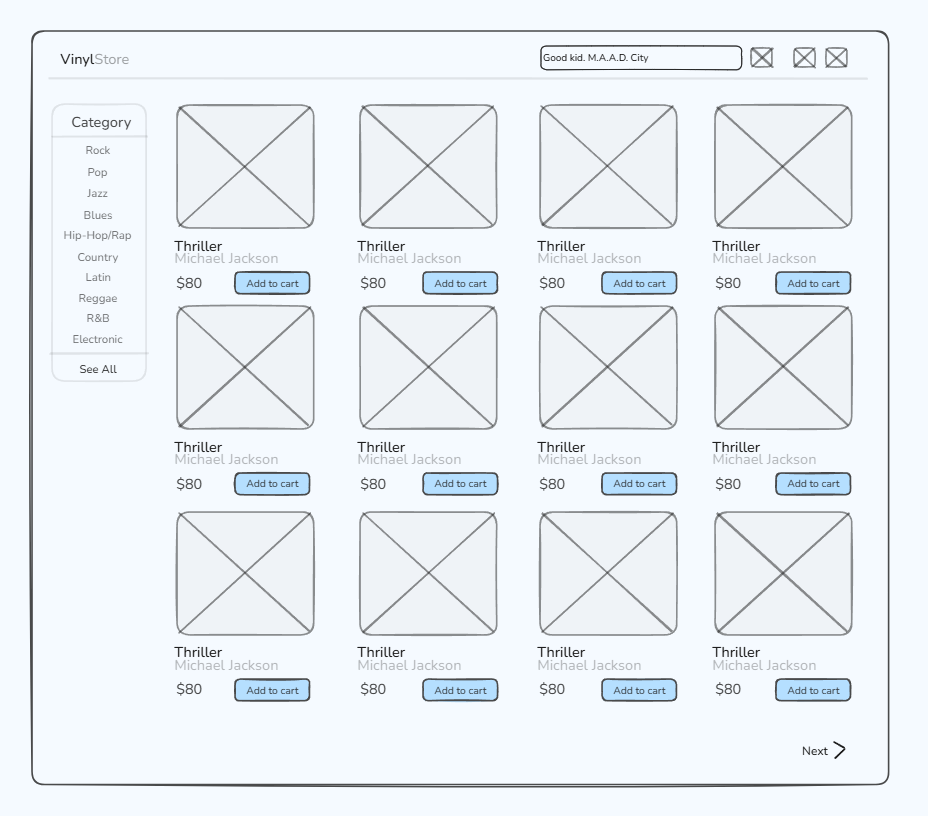 VinylStore
Good kid. M.A.A.D. City
Category
Rock
Pop
Jazz
Blues
Hip-Hop/Rap
Country
Latin
Reggae
R&B
Electronic
See All
Thriller
Michael Jackson
$80 Add to cart
Thriller
Michael Jackson
$80 Add to cart
Thriller
Michael Jackson
$80 Add to cart
Thriller
Michael Jackson
$80 Add to cart
Thriller
Michael Jackson
$80 Add to cart
Thriller
Michael Jackson
$80 Add to cart
Thriller
Michael Jackson
$80 Add to cart
Thriller
Michael Jackson
$80 Add to cart
Thriller
Michael Jackson
$80 Add to cart
Thriller
Michael Jackson
$80 Add to cart
Thriller
Michael Jackson
$80 Add to cart
Thriller
Michael Jackson
$80 Add to cart
Next